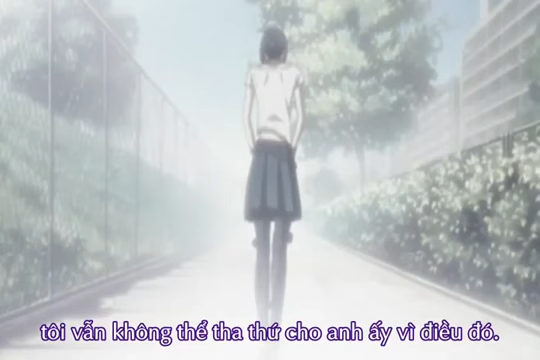 tôi vẫn không thể tha thứ cho anh ấy vì điều đó.